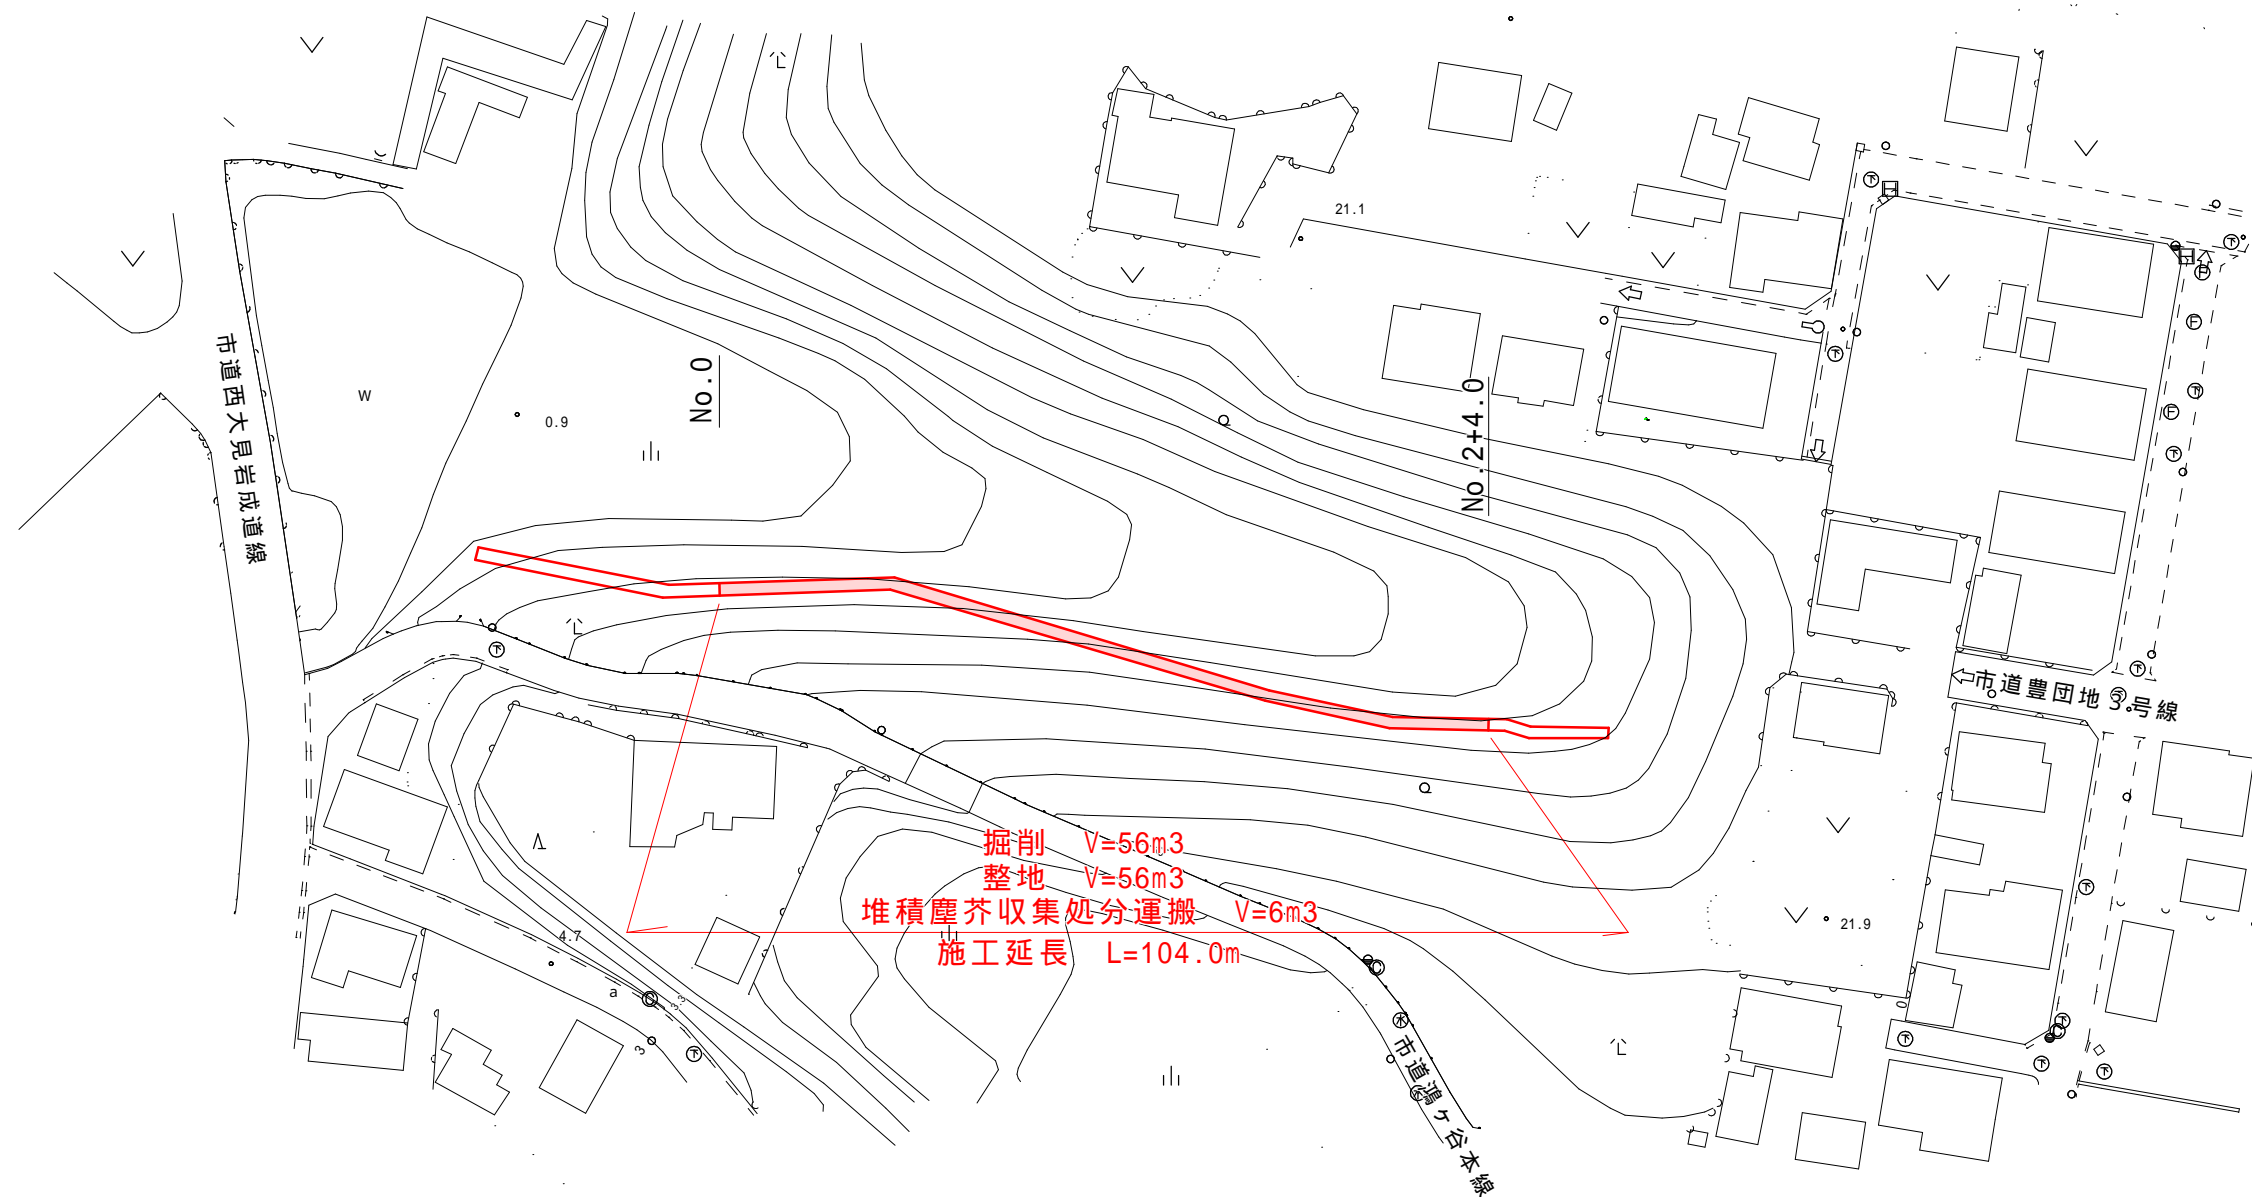 21.1
市道西大見岩成道線
No.0
No.2+4.0
W
0.9
市道豊団地3号線
掘削 V=56m3
整地 V=56m3
堆積塵芥収集処分運搬 V=6m3
施工延長 L=104.0m
21.9
4.7
a
3.3
3
市道鴻ヶ谷本線